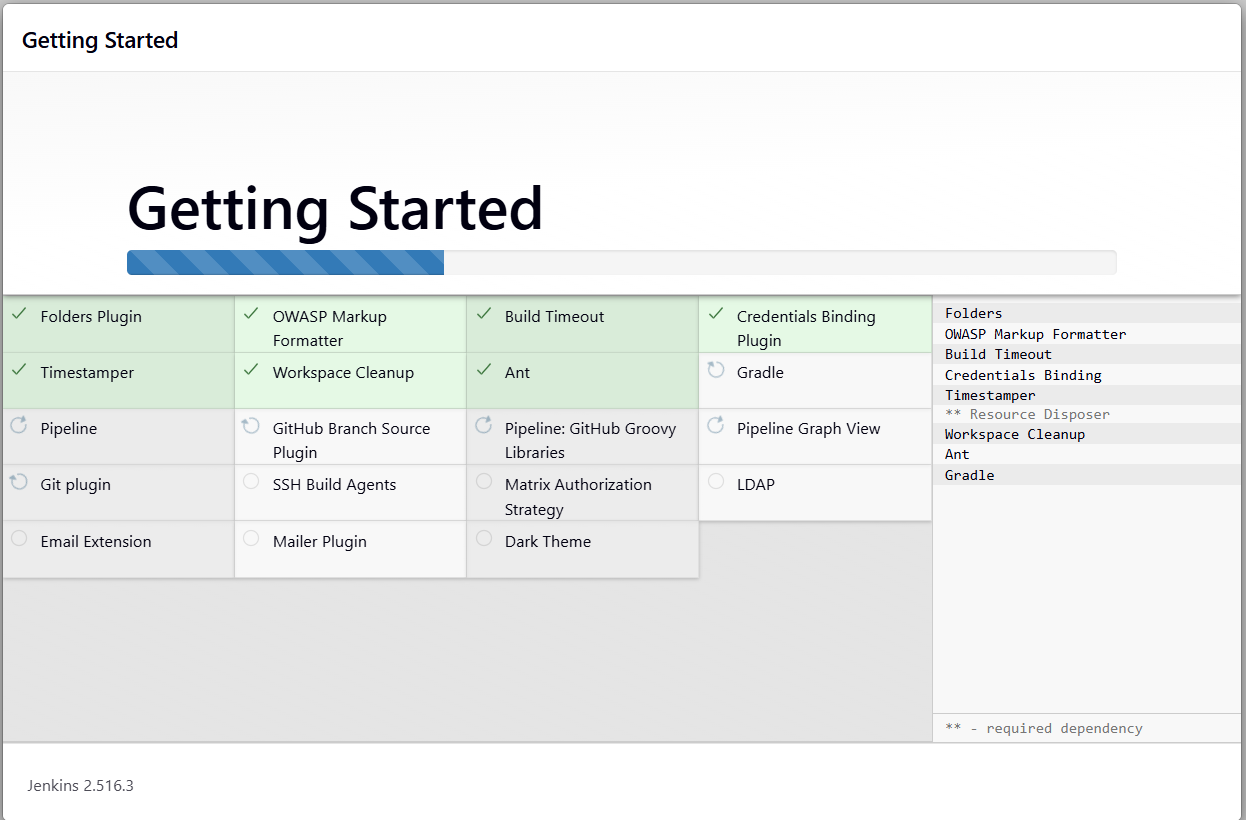 Getting Started
Getting Started
Folders Plugin
OWASP Markup
Formatter
Build Timeout
Credentials Binding
Plugin
Timestamper
Workspace Cleanup
Ant
Gradle
Pipeline
GitHub Branch Source
Plugin
Pipeline: GitHub Groovy
Libraries
Pipeline Graph View
Git plugin
SSH Build Agents
Matrix Authorization
Strategy
LDAP
Email Extension
Mailer Plugin
Dark Theme
Folders
OWASP Markup Formatter
Build Timeout
Credentials Binding
Timestamper
** Resource Disposer
Workspace Cleanup
Ant
Gradle
** - required dependency
Jenkins 2.516.3